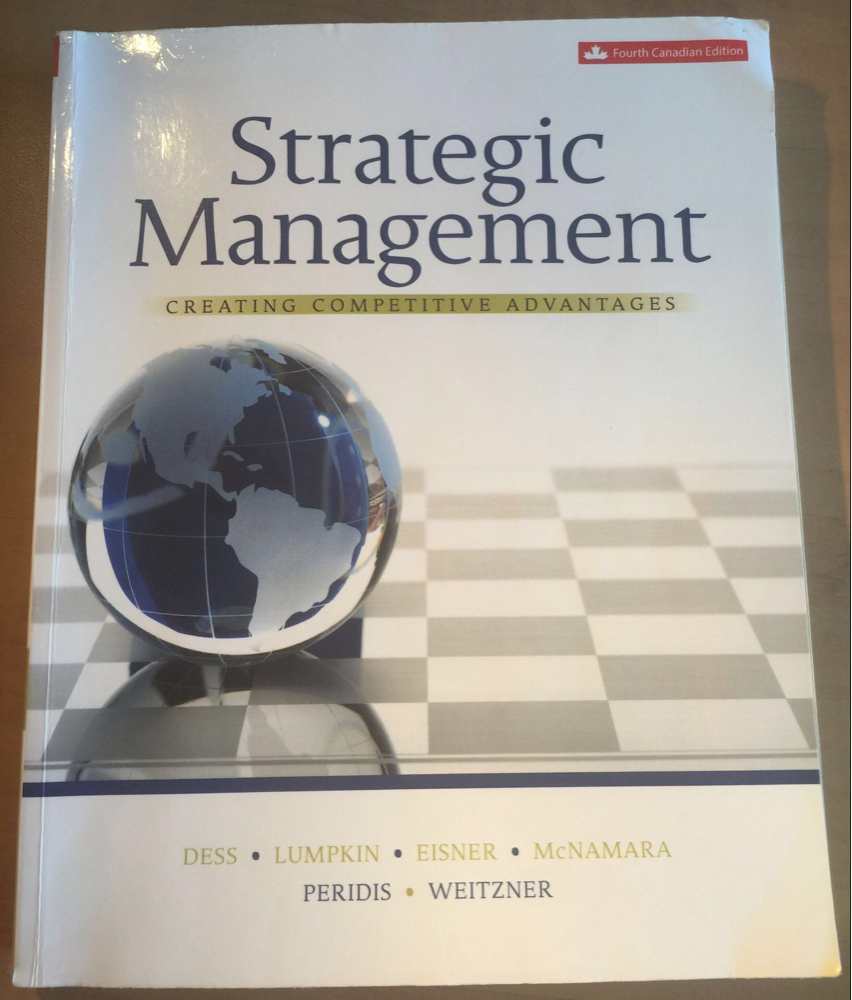 Fourth Canadian Edition
Strategic
Management
CREATING COMPETITIVE ADVANTAGES
DESS • LUMPKIN • EISNER • McNAMARA
PERIDIS • WEITZNER